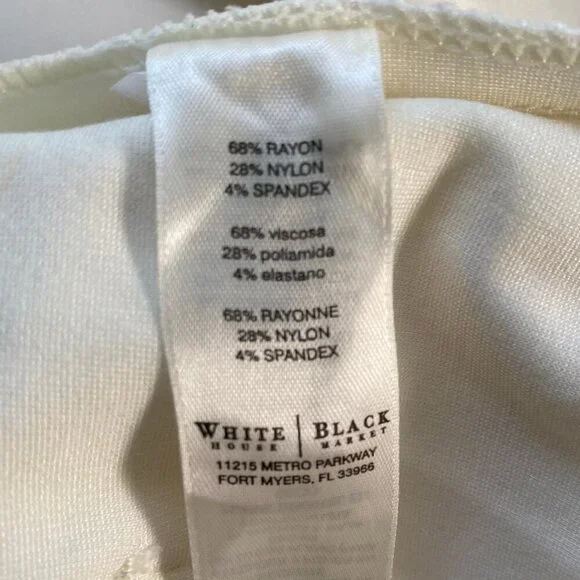 68% RAYON
28% NYLON
4% SPANDEX
68% viscosa
28% poliamida
4% elastano
68% RAYONNE
28% NYLON
4% SPANDEX
WHITE | BLACK
HOUSE MARKET
11215 METRO PARKWAY
FORT MYERS, FL 33966